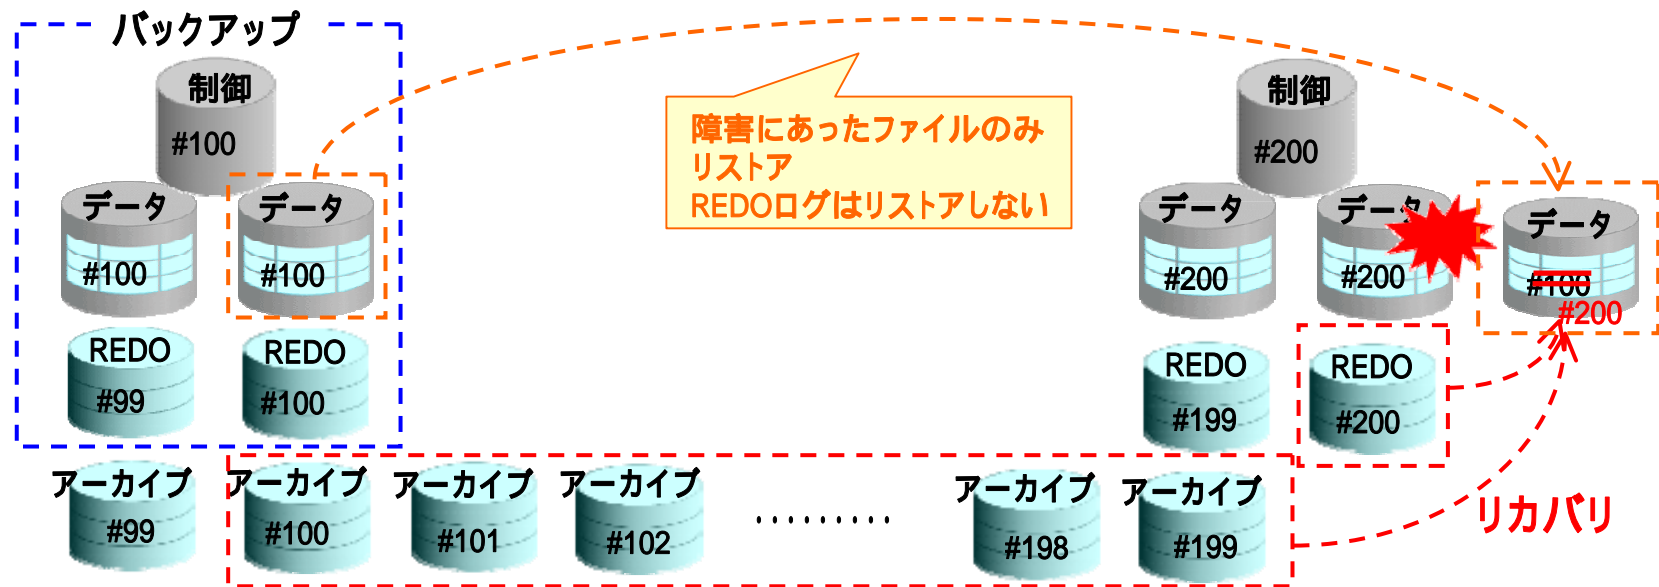 バックアップ
制御
#100
データ
#100
データ
#100
REDO
#99
REDO
#100
障害にあったファイルのみ
リストア
REDOログはリストアしない
制御
#200
データ
#200
データ
#200
データ
#100
#200
REDO
#199
REDO
#200
アーカイブ
#99
アーカイブ
#100
アーカイブ
#101
アーカイブ
#102
………
アーカイブ
#198
アーカイブ
#199
リカバリ